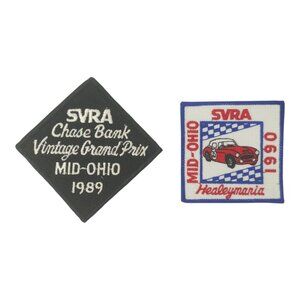 SVRA
Chase Bank
Vintage Grand Prix
MID-OHIO
1989
SVRA
MID-OHIO
1990
Healeymania